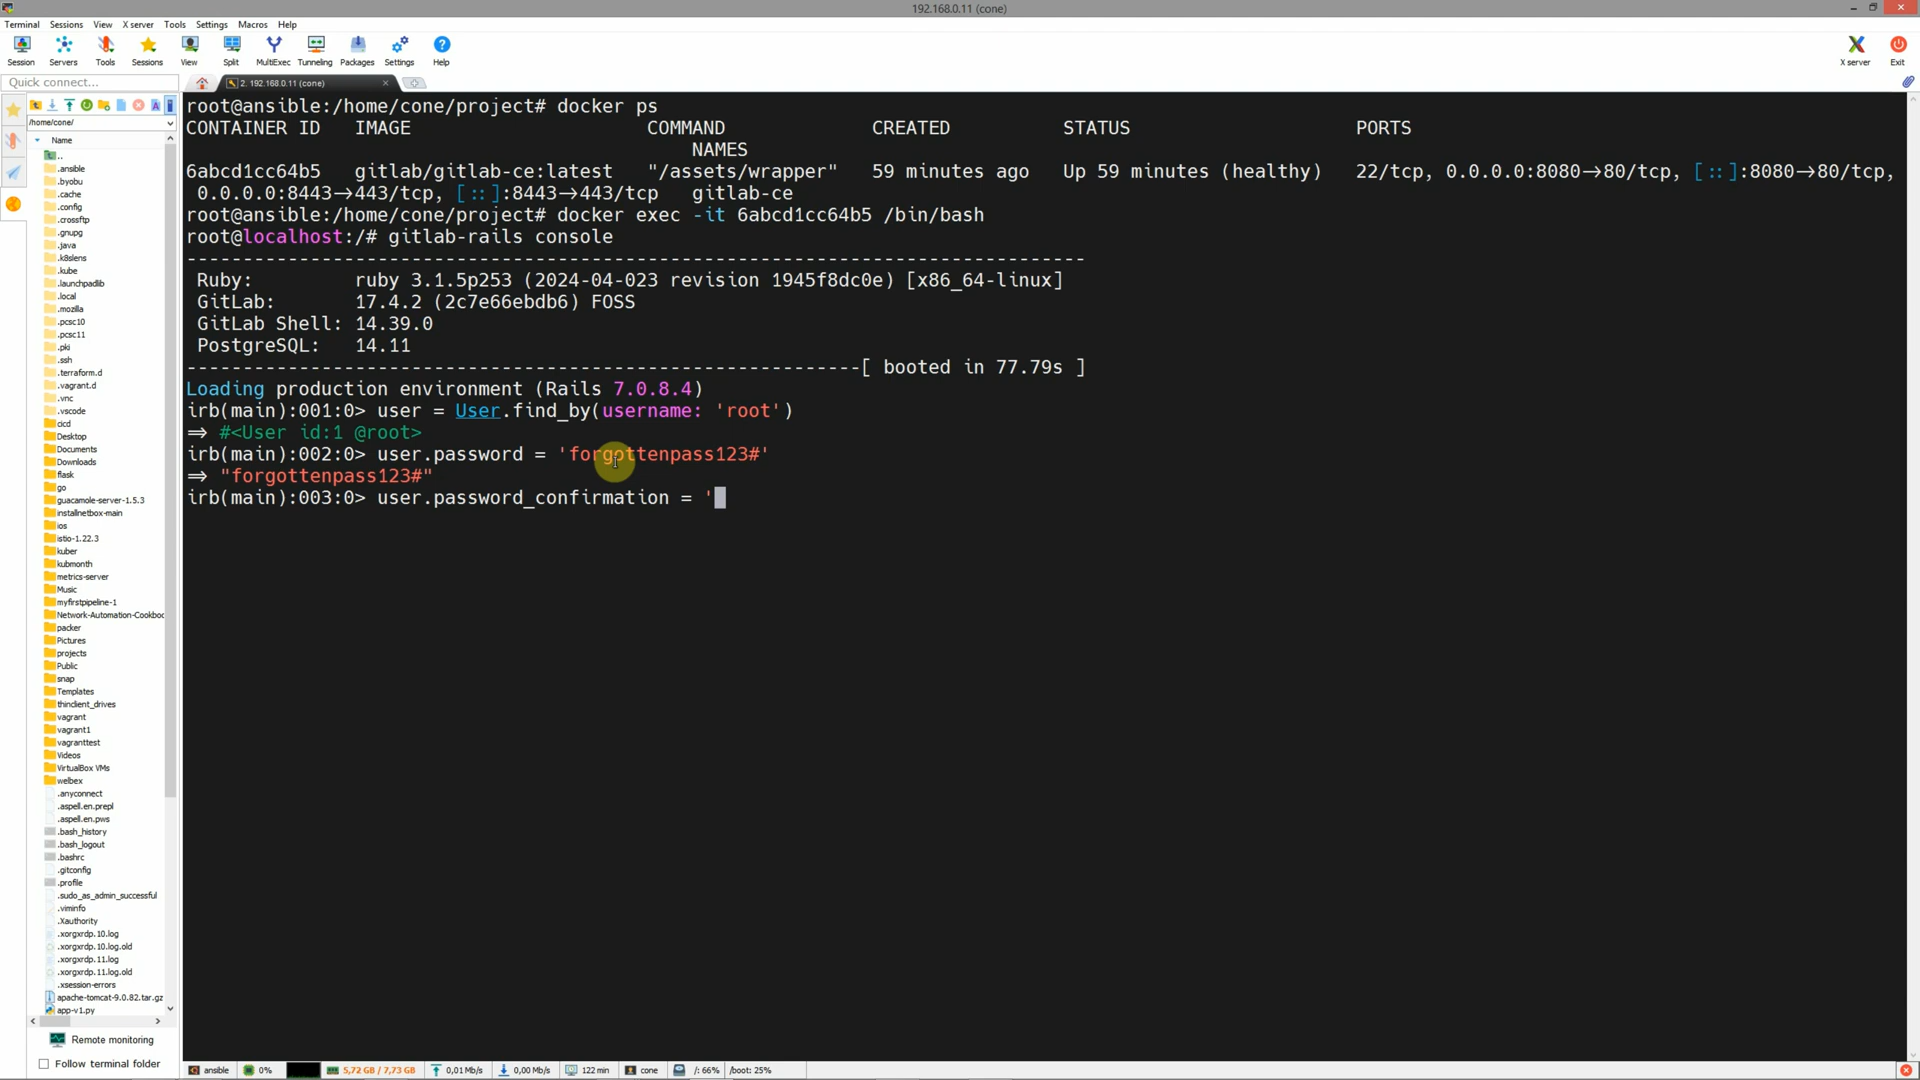 192.168.0.11 (cone)
Terminal Sessions View X server Tools Settings Macros Help
Session Servers Tools Sessions View Split MultiExec Tunneling Packages Settings Help X server Exit
Quick connect...
2. 192.168.0.11 (cone)
/home/cone/
Name
..
.ansible
.byobu
.cache
.config
.crossftp
.gnupg
.java
.k8slens
.kube
.launchpadlib
.local
.mozilla
.pcsc10
.pcsc11
.pki
.ssh
.terraform.d
.vagrant.d
.vnc
.vscode
cicd
Desktop
Documents
Downloads
flask
go
guacamole-server-1.5.3
installnetbox-main
ios
istio-1.22.3
kuber
kubmonth
metrics-server
Music
myfirstpipeline-1
Network-Automation-Cookboo
packer
Pictures
projects
Public
snap
Templates
thinclient_drives
vagrant
vagrant1
vagranttest
Videos
VirtualBox VMs
welbex
.anyconnect
.aspell.en.prepl
.aspell.en.pws
.bash_history
.bash_logout
.bashrc
.gitconfig
.profile
.sudo_as_admin_successful
.viminfo
.Xauthority
.xorgxrdp.10.log
.xorgxrdp.10.log.old
.xorgxrdp.11.log
.xorgxrdp.11.log.old
.xsession-errors
apache-tomcat-9.0.82.tar.gz
app-v1.py
Remote monitoring
Follow terminal folder
root@ansible:/home/cone/project# docker ps
CONTAINER ID IMAGE COMMAND CREATED STATUS PORTS
NAMES
6abcd1cc64b5 gitlab/gitlab-ce:latest "/assets/wrapper" 59 minutes ago Up 59 minutes (healthy) 22/tcp, 0.0.0.0:8080->80/tcp, [::]:8080->80/tcp,
0.0.0.0:8443->443/tcp, [::]:8443->443/tcp gitlab-ce
root@ansible:/home/cone/project# docker exec -it 6abcd1cc64b5 /bin/bash
root@localhost:/# gitlab-rails console
--------------------------------------------------------------------------------
Ruby: ruby 3.1.5p253 (2024-04-023 revision 1945f8dc0e) [x86_64-linux]
GitLab: 17.4.2 (2c7e66ebdb6) FOSS
GitLab Shell: 14.39.0
PostgreSQL: 14.11
------------------------------------------------------------[ booted in 77.79s ]
Loading production environment (Rails 7.0.8.4)
irb(main):001:0> user = User.find_by(username: 'root')
=> #<User id:1 @root>
irb(main):002:0> user.password = 'forgottenpass123#'
=> "forgottenpass123#"
irb(main):003:0> user.password_confirmation = '
ansible 0% 5,72 GB / 7,73 GB 0,01 Mb/s 0,00 Mb/s 122 min cone /: 66% /boot: 25%